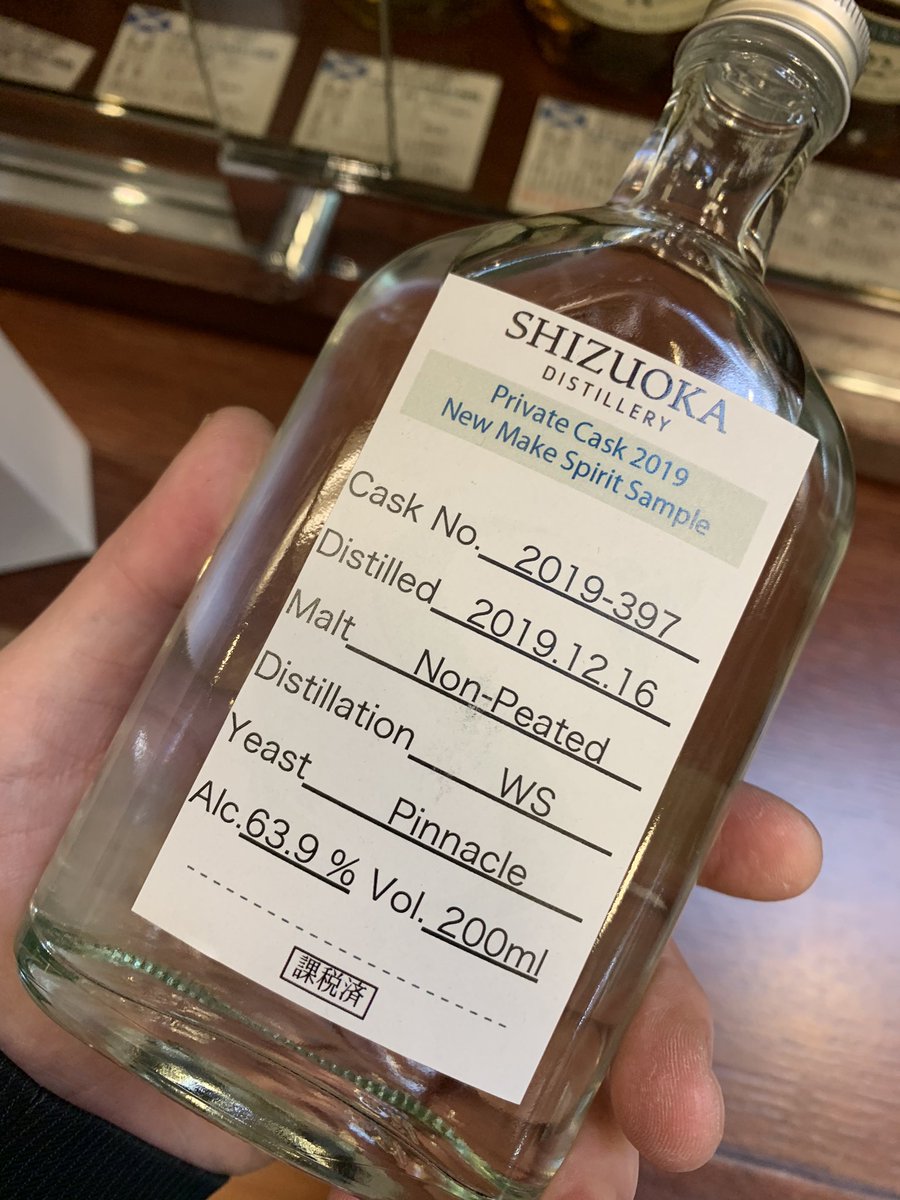 SHIZUOKA
DISTILLERY
Private Cask 2019
New Make Spirit Sample
Cask No. 2019-397
Distilled 2019.12.16
Malt Non-Peated
Distillation WS
Yeast Pinnacle
Alc. 63.9 % Vol. 200ml
課税済